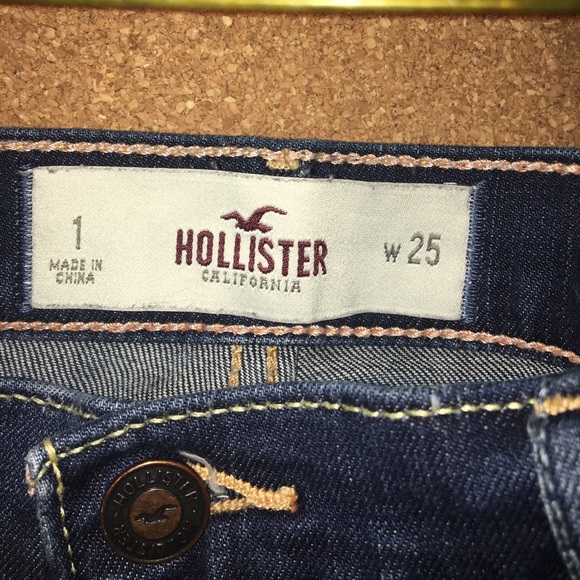 1
MADE IN
CHINA
HOLLISTER
CALIFORNIA
W 25
HOLLISTER